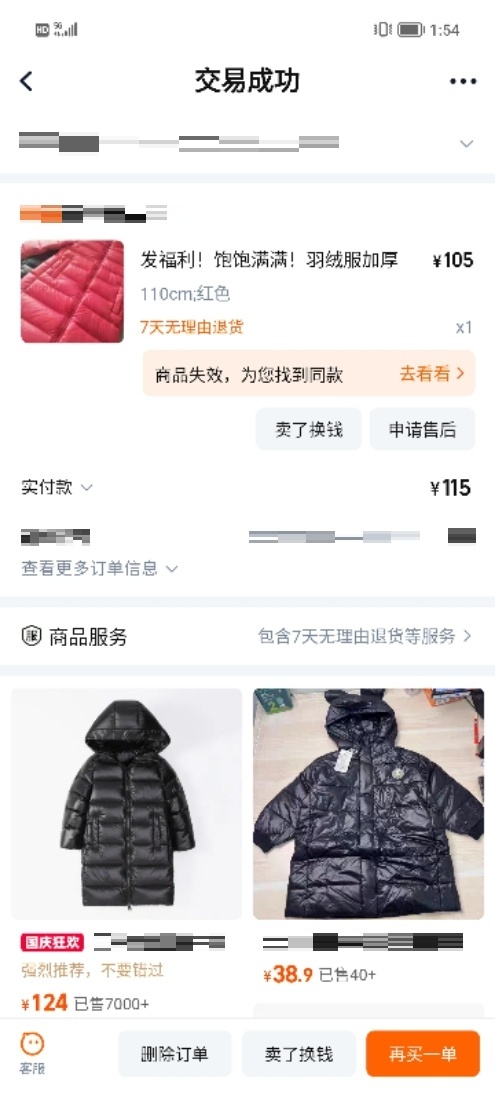 HD 5G 1:54
交易成功
发福利！饱饱满满！羽绒服加厚 ¥105
110cm;红色
7天无理由退货 x1
商品失效，为您找到同款 去看看
卖了换钱 申请售后
实付款 ¥115
查看更多订单信息
服 商品服务 包含7天无理由退货等服务
国庆狂欢
强烈推荐，不要错过
¥124 已售7000+
¥38.9 已售40+
客服 删除订单 卖了换钱 再买一单